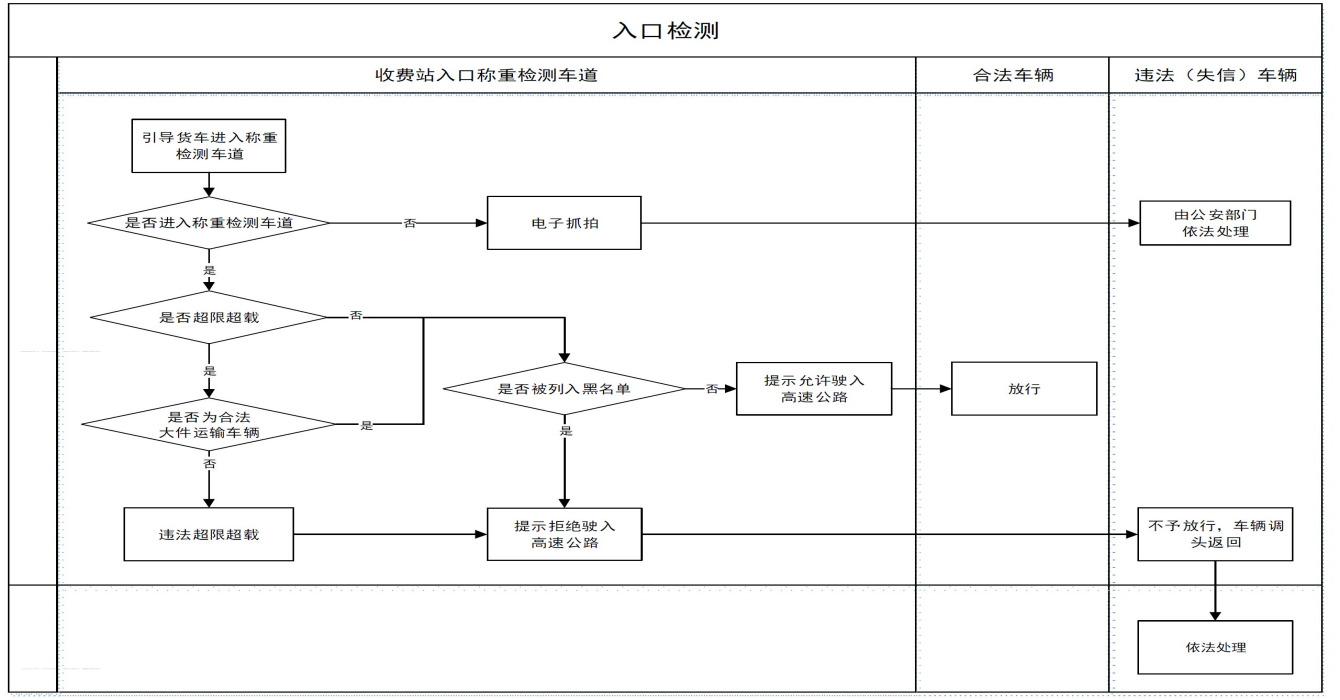 入口检测
收费站入口称重检测车道
合法车辆
违法（失信）车辆
引导货车进入称重
检测车道
是否进入称重检测车道
否
电子抓拍
由公安部门
依法处理
是
是否超限超载
否
是
是否被列入黑名单
否
提示允许驶入
高速公路
放行
是否为合法
大件运输车辆
是
是
否
违法超限超载
提示拒绝驶入
高速公路
不予放行，车辆调
头返回
依法处理